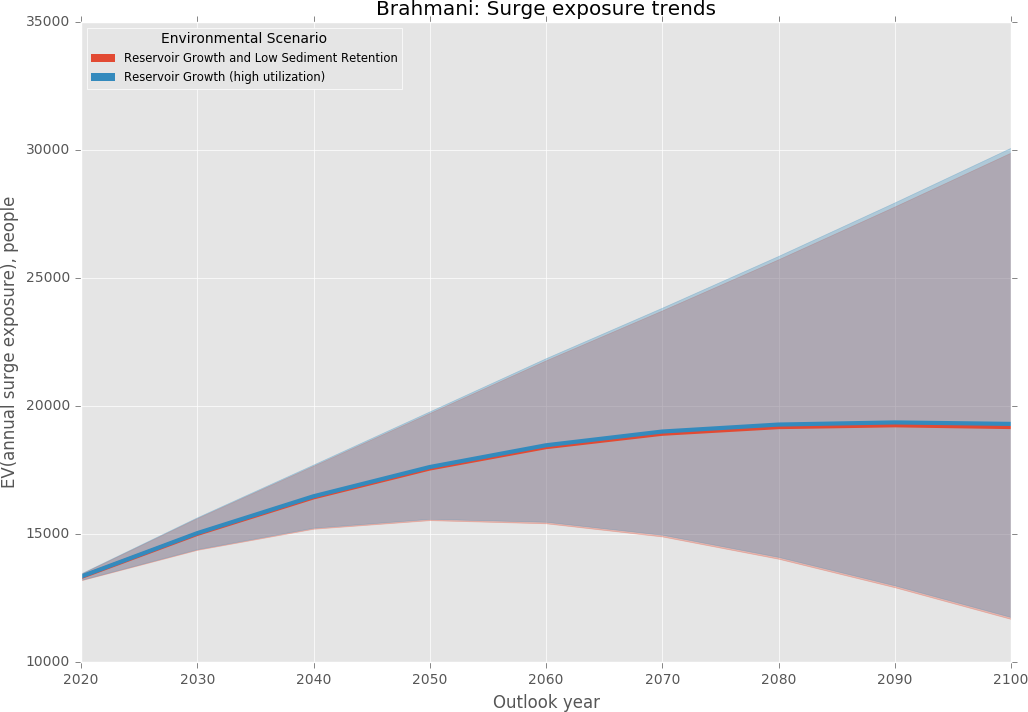 Brahmani: Surge exposure trends
Environmental Scenario
Reservoir Growth and Low Sediment Retention
Reservoir Growth (high utilization)
EV(annual surge exposure), people
35000
30000
25000
20000
15000
10000
2020 2030 2040 2050 2060 2070 2080 2090 2100
Outlook year